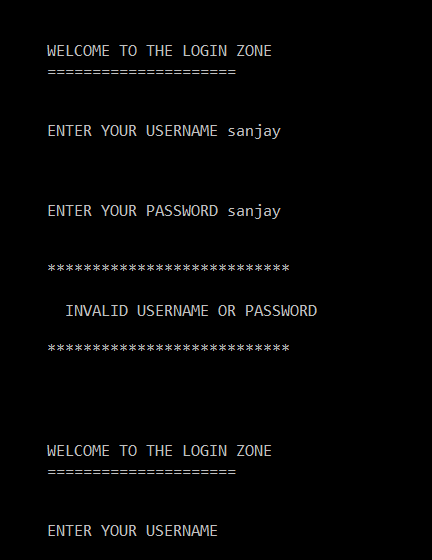 WELCOME TO THE LOGIN ZONE
=====================
ENTER YOUR USERNAME sanjay
ENTER YOUR PASSWORD sanjay
***************************
INVALID USERNAME OR PASSWORD
***************************
WELCOME TO THE LOGIN ZONE
=====================
ENTER YOUR USERNAME